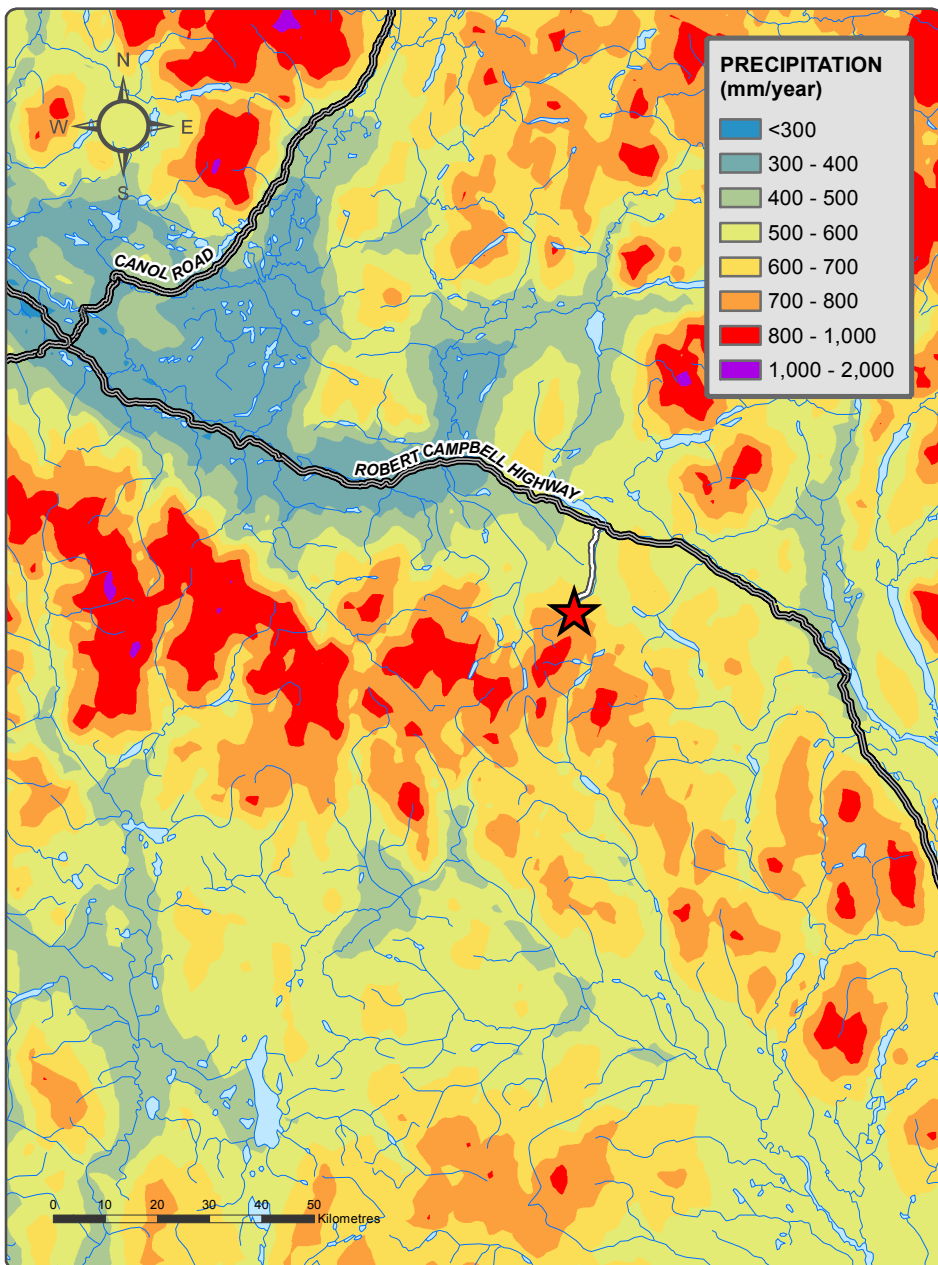 PRECIPITATION
(mm/year)
<300
300 - 400
400 - 500
500 - 600
600 - 700
700 - 800
800 - 1,000
1,000 - 2,000
N
W
E
S
CANOL ROAD
ROBERT CAMPBELL HIGHWAY
0 10 20 30 40 50
Kilometres